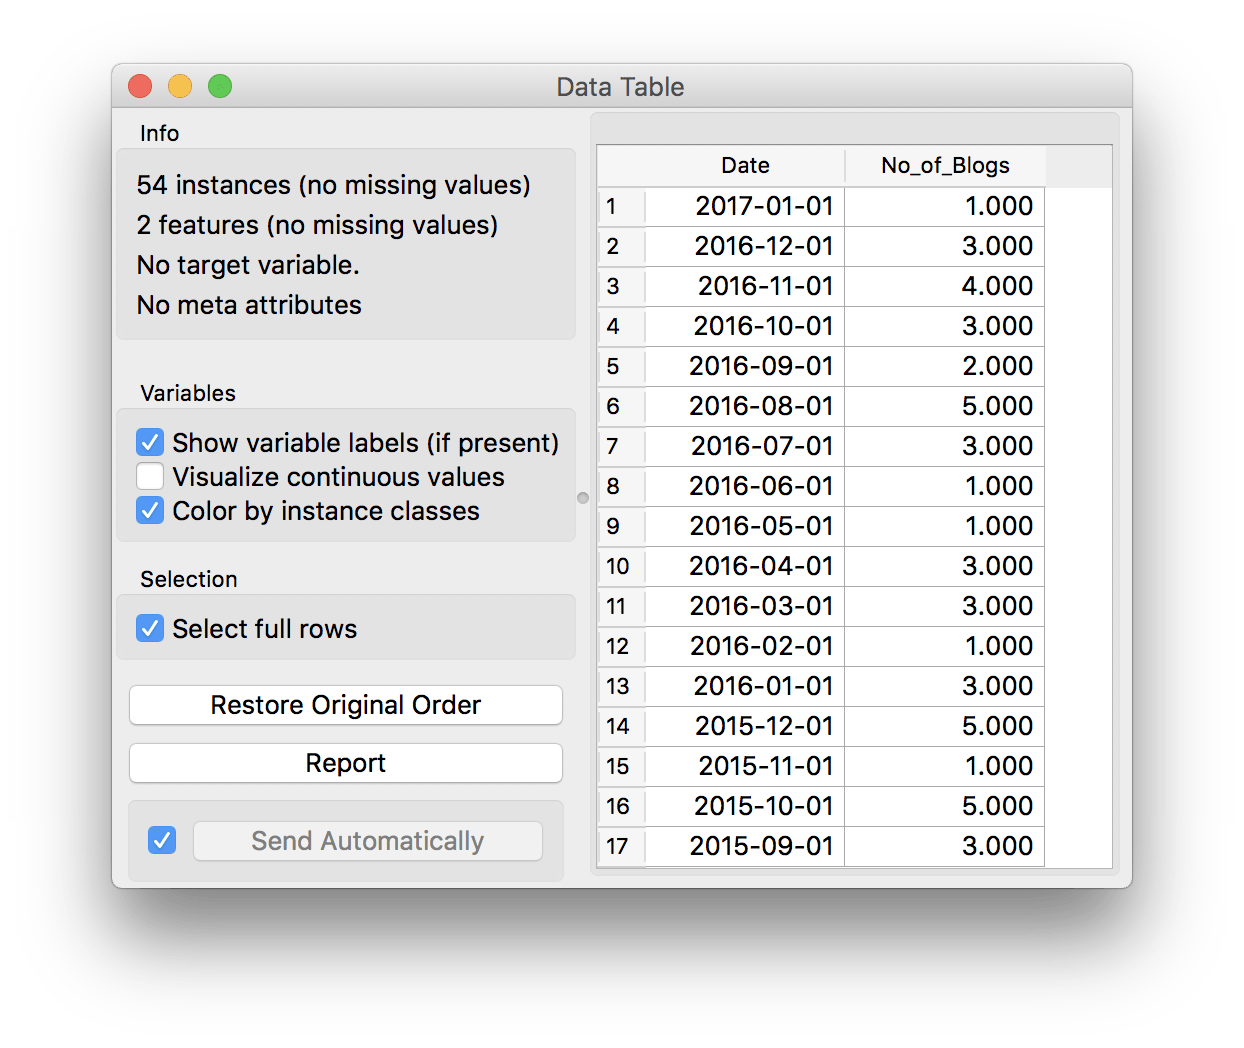 Data Table
Info
54 instances (no missing values)
2 features (no missing values)
No target variable.
No meta attributes
Variables
Show variable labels (if present)
Visualize continuous values
Color by instance classes
Selection
Select full rows
Restore Original Order
Report
Send Automatically
Date No_of_Blogs
1 2017-01-01 1.000
2 2016-12-01 3.000
3 2016-11-01 4.000
4 2016-10-01 3.000
5 2016-09-01 2.000
6 2016-08-01 5.000
7 2016-07-01 3.000
8 2016-06-01 1.000
9 2016-05-01 1.000
10 2016-04-01 3.000
11 2016-03-01 3.000
12 2016-02-01 1.000
13 2016-01-01 3.000
14 2015-12-01 5.000
15 2015-11-01 1.000
16 2015-10-01 5.000
17 2015-09-01 3.000